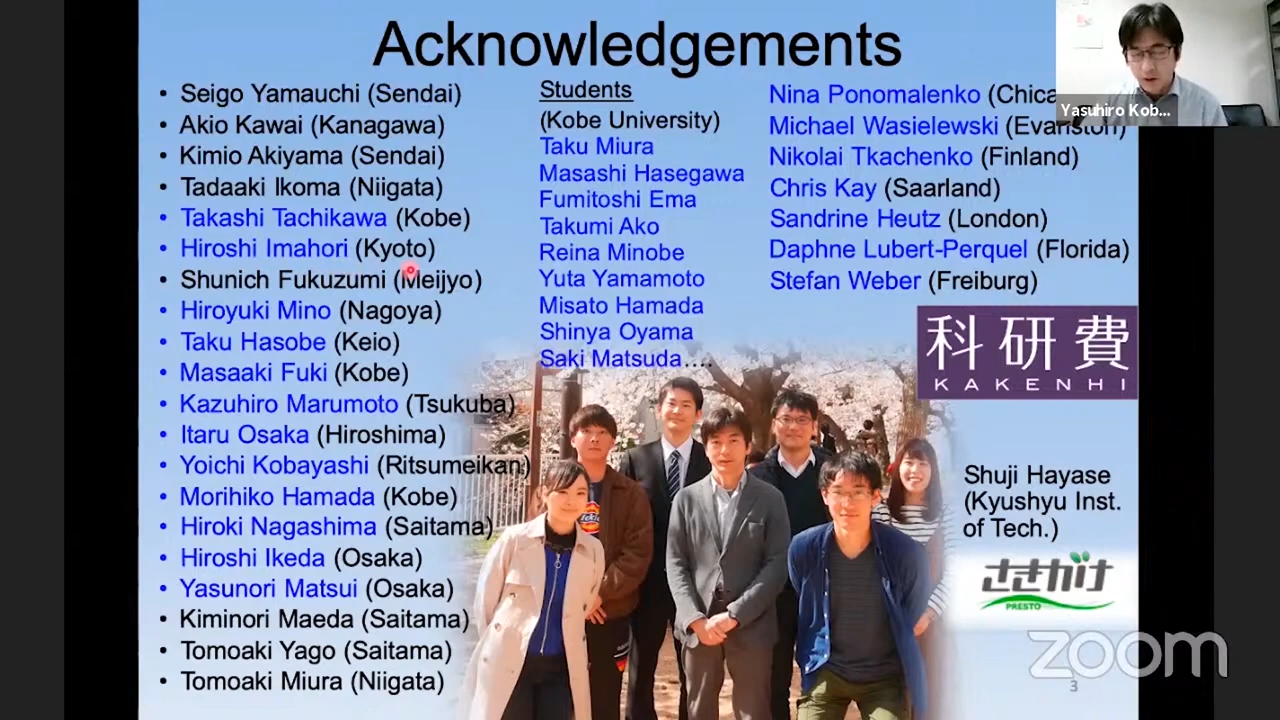 Acknowledgements
• Seigo Yamauchi (Sendai)
• Akio Kawai (Kanagawa)
• Kimio Akiyama (Sendai)
• Tadaaki Ikoma (Niigata)
• Takashi Tachikawa (Kobe)
• Hiroshi Imahori (Kyoto)
• Shunich Fukuzumi (Meijyo)
• Hiroyuki Mino (Nagoya)
• Taku Hasobe (Keio)
• Masaaki Fuki (Kobe)
• Kazuhiro Marumoto (Tsukuba)
• Itaru Osaka (Hiroshima)
• Yoichi Kobayashi (Ritsumeikan)
• Morihiko Hamada (Kobe)
• Hiroki Nagashima (Saitama)
• Hiroshi Ikeda (Osaka)
• Yasunori Matsui (Osaka)
• Kiminori Maeda (Saitama)
• Tomoaki Yago (Saitama)
• Tomoaki Miura (Niigata)
Students
(Kobe University)
Taku Miura
Masashi Hasegawa
Fumitoshi Ema
Takumi Ako
Reina Minobe
Yuta Yamamoto
Misato Hamada
Shinya Oyama
Saki Matsuda....
Nina Ponomalenko (Chica
Michael Wasielewski (Evanston)
Nikolai Tkachenko (Finland)
Chris Kay (Saarland)
Sandrine Heutz (London)
Daphne Lubert-Perquel (Florida)
Stefan Weber (Freiburg)
科研費
KAKENHI
Shuji Hayase
(Kyushyu Inst.
of Tech.)
さきがけ
PRESTO
3
Yasuhiro Kob...
zoom